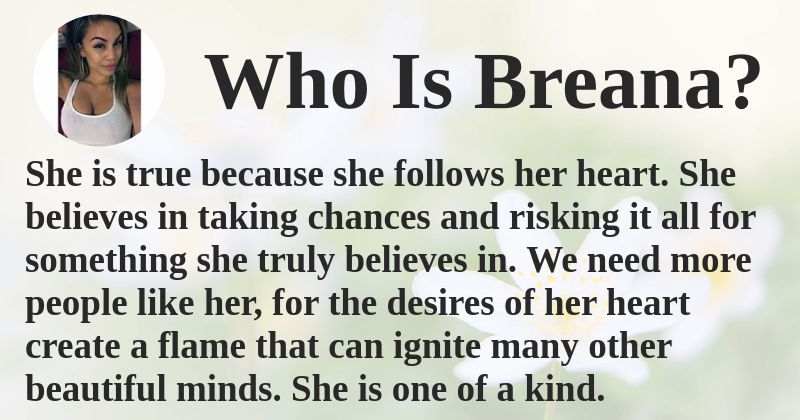 Who Is Breana?
She is true because she follows her heart. She
believes in taking chances and risking it all for
something she truly believes in. We need more
people like her, for the desires of her heart
create a flame that can ignite many other
beautiful minds. She is one of a kind.